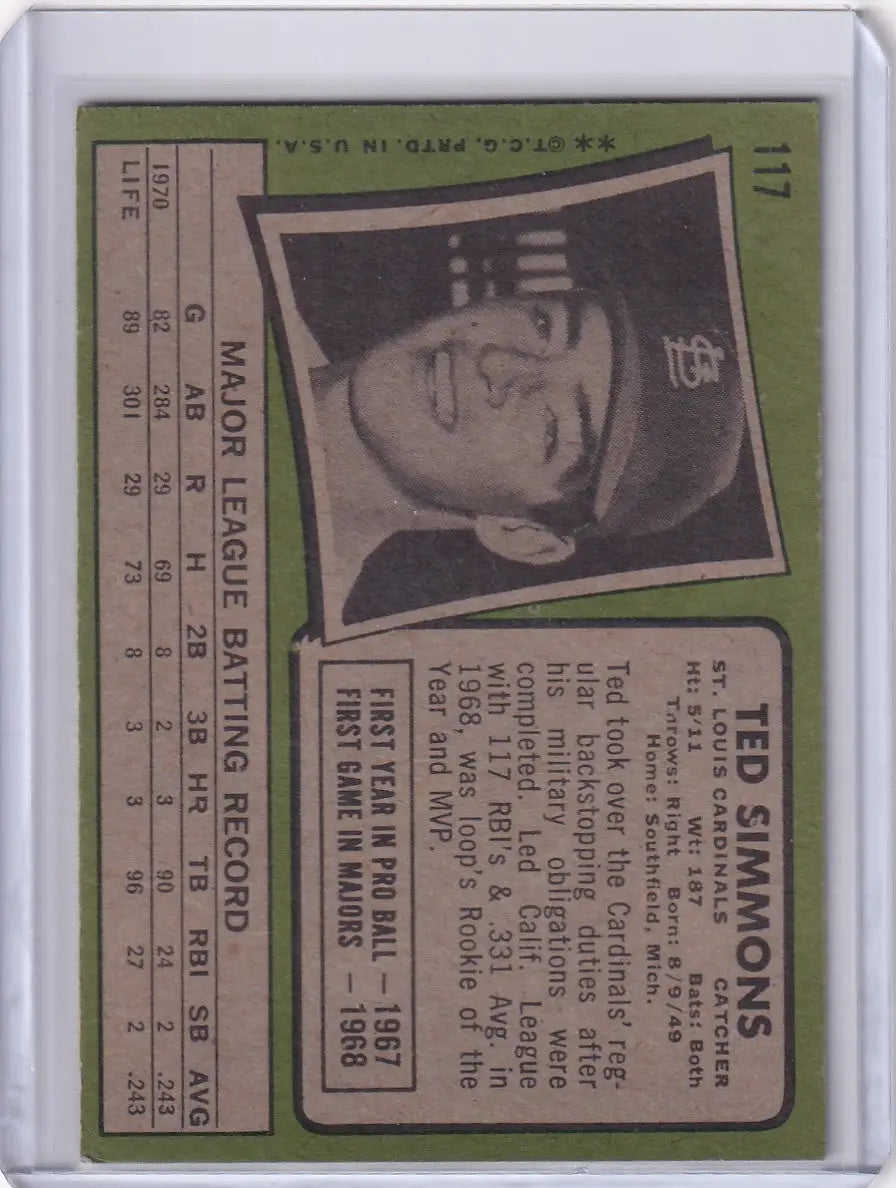 117
** ©T.C.G. PRTD. IN U.S.A.
TED SIMMONS
ST. LOUIS CARDINALS CATCHER
Ht: 5'11 Wt: 187 Bats: Both
Throws: Right Born: 8/9/49
Home: Southfield, Mich.
Ted took over the Cardinals' reg-
ular backstopping duties after
his military obligations were
completed. Led Calif. League
with 117 RBI's & .331 Avg. in
1968, was loop's Rookie of the
Year and MVP.
FIRST YEAR IN PRO BALL — 1967
FIRST GAME IN MAJORS — 1968
MAJOR LEAGUE BATTING RECORD
G AB R H 2B 3B HR TB RBI SB AVG
1970 82 284 29 69 8 2 3 90 24 2 .243
LIFE 89 301 29 73 8 3 3 96 27 2 .243
StL